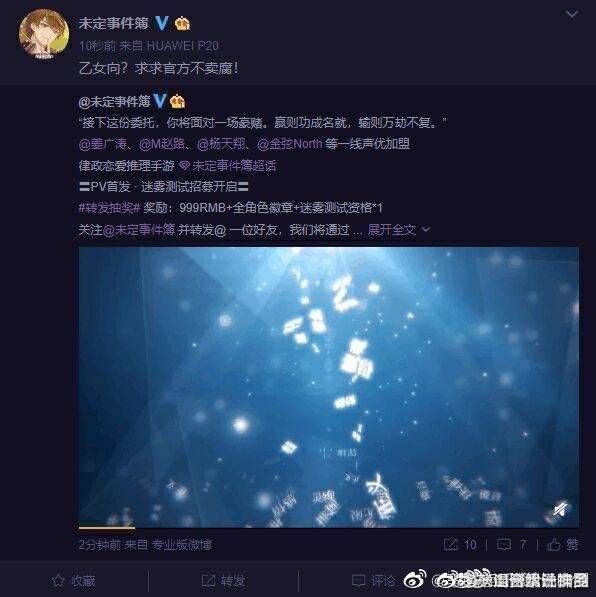 未定事件簿
10秒前 来自 HUAWEI P20
乙女向？求求官方不卖腐！
@未定事件簿
“接下这份委托，你将面对一场豪赌。赢则功成名就，输则万劫不复。”
@姜广涛、@M赵路、@杨天翔、@金弦North 等一线声优加盟
律政恋爱推理手游 未定事件簿超话
〓PV首发 · 迷雾测试招募开启〓
#转发抽奖# 奖励：999RMB+全角色徽章+迷雾测试资格*1
关注@未定事件簿 并转发@ 一位好友，我们将通过 ... 展开全文
2分钟前 来自 专业版微博
10
7
赞
收藏
转发
评论